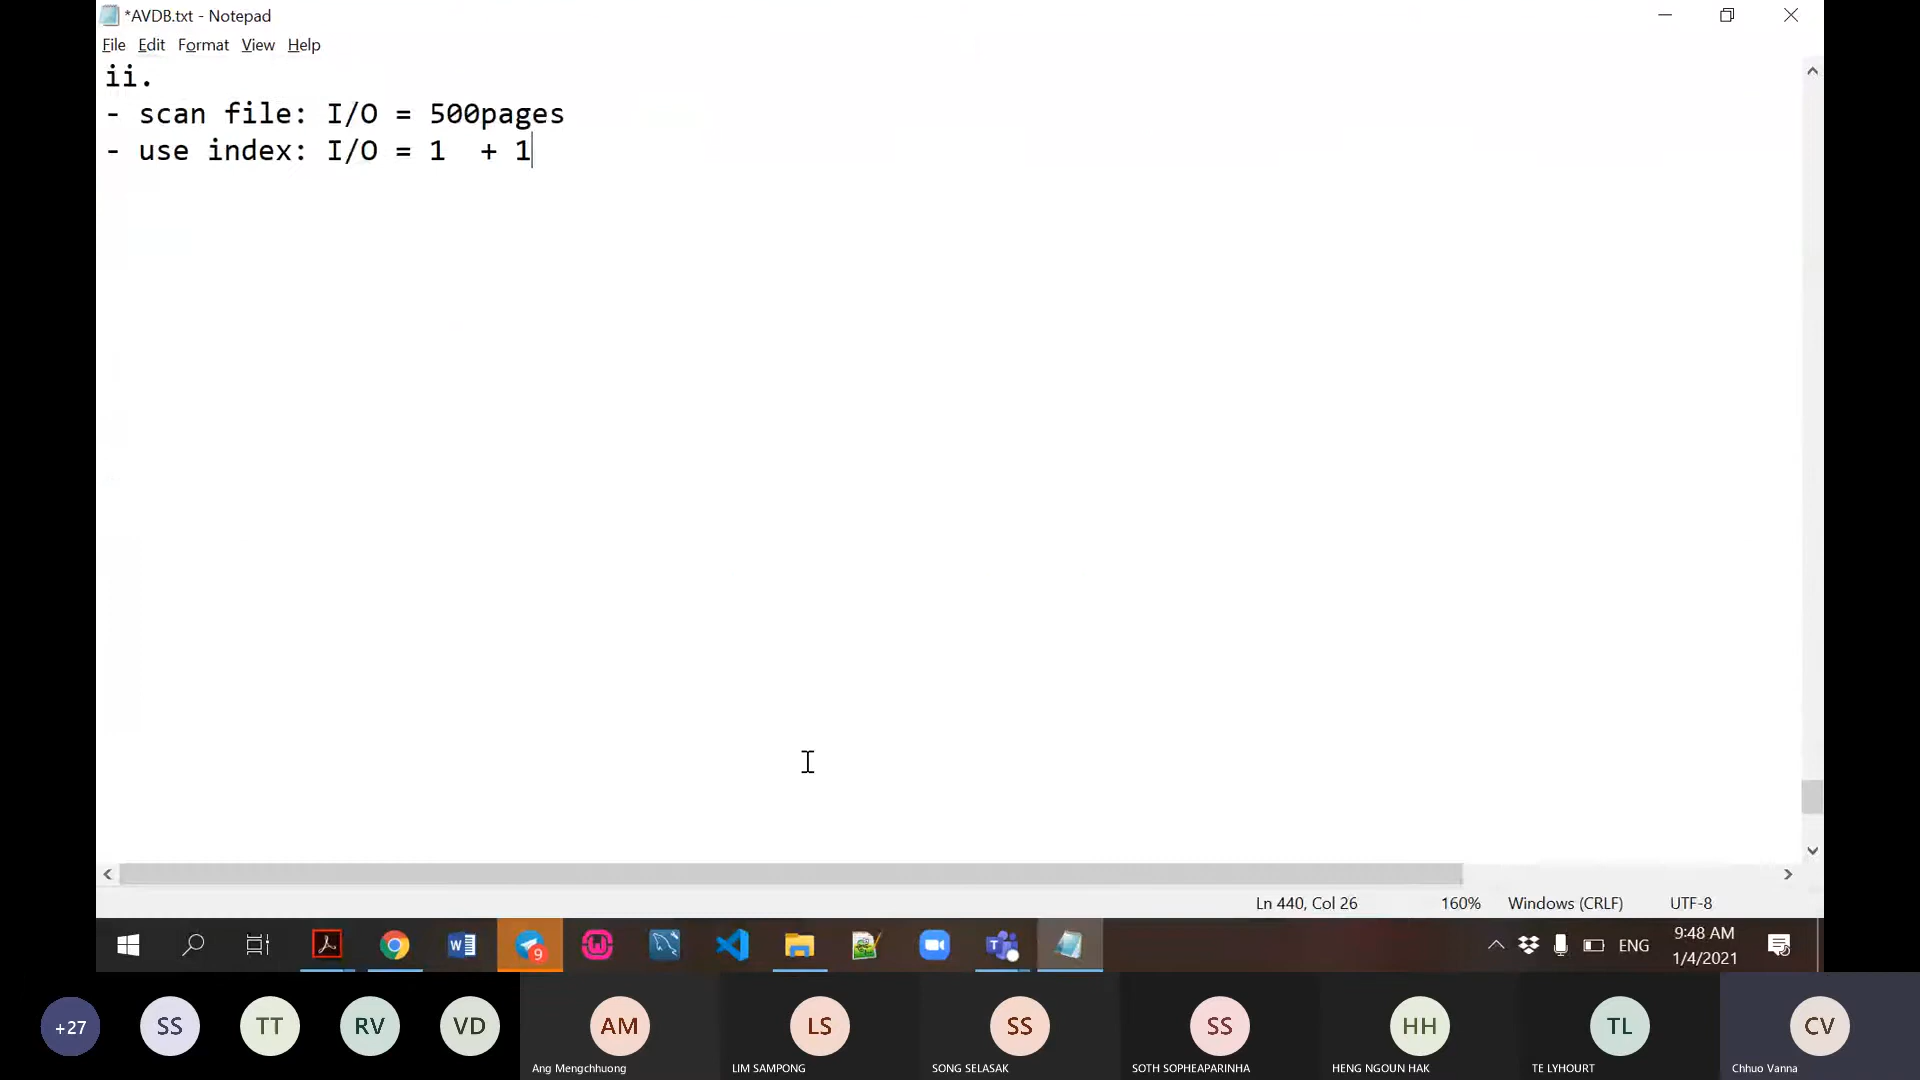 *AVDB.txt - Notepad
File Edit Format View Help
ii.
- scan file: I/O = 500pages
- use index: I/O = 1  + 1
Ln 440, Col 26 160% Windows (CRLF) UTF-8
9
ENG
9:48 AM
1/4/2021
+27 SS TT RV VD AM LS SS SS HH TL CV
Ang Mengchhuong LIM SAMPONG SONG SELASAK SOTH SOPHEAPARINHA HENG NGOUN HAK TE LYHOURT Chhuo Vanna